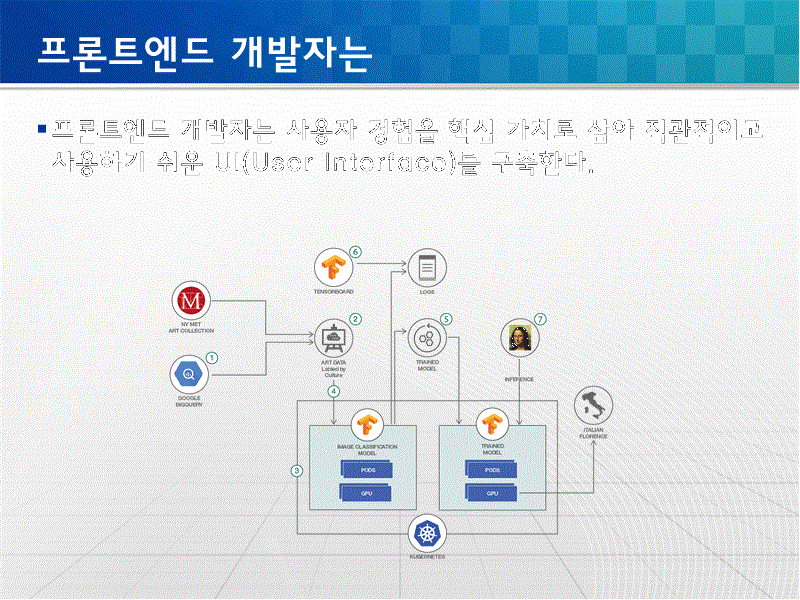 프론트엔드 개발자는
프론트엔드 개발자는 사용자 경험을 핵심 가치로 삼아 직관적이고
사용하기 쉬운 UI(User Interface)를 구축한다.
6
TENSORBOARD
LOGS
M
NY MET
ART COLLECTION
2
ART DATA
Labled by
Culture
5
TRAINED
MODEL
7
INFERENCE
1
GOOGLE
BIGQUERY
4
ITALIAN
FLORENCE
IMAGE CLASSIFICATION
MODEL
PODS
GPU
TRAINED
MODEL
PODS
GPU
3
KUBERNETES